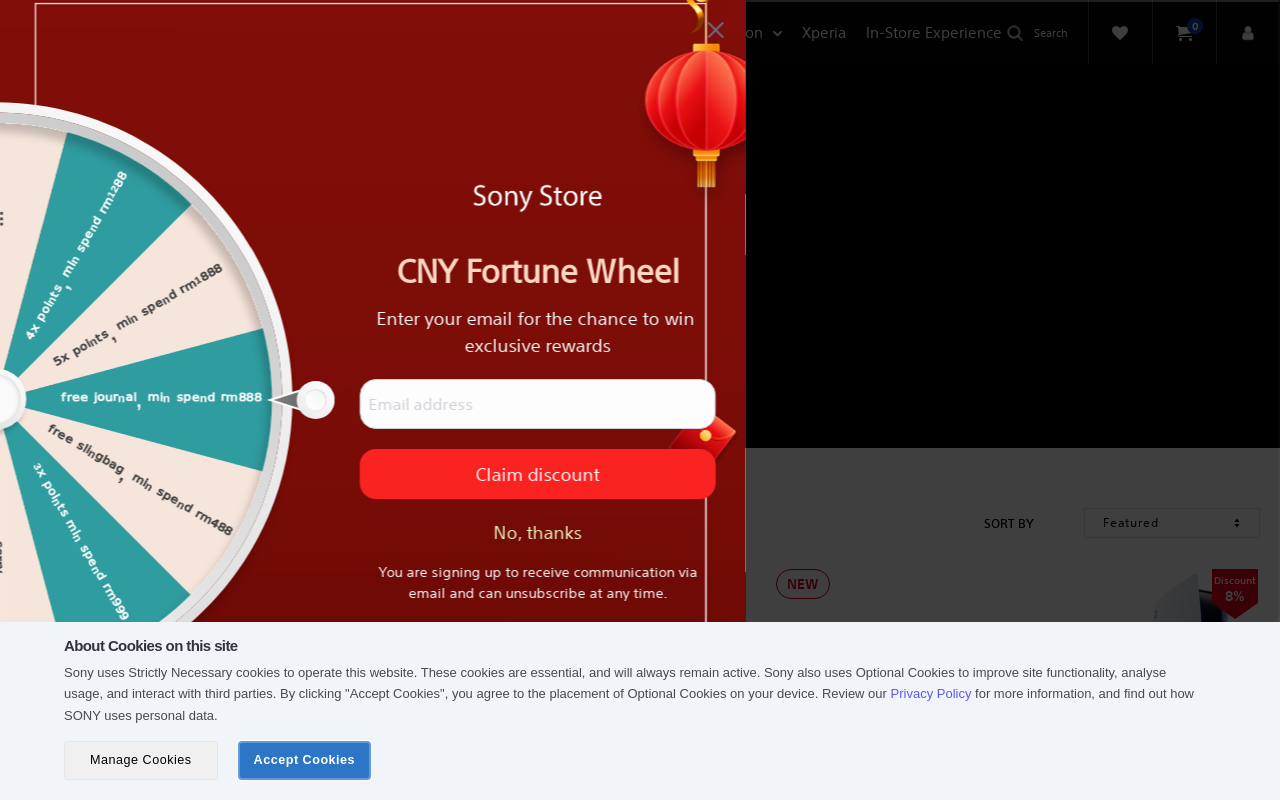 on
Xperia
In-Store Experience
Search
0
4x points, min spend rm1288
5x points, min spend rm1888
free journal, min spend rm888
free slingbag, min spend rm488
3x points min spend rm999
Sony Store
CNY Fortune Wheel
Enter your email for the chance to win
exclusive rewards
Email address
Claim discount
No, thanks
You are signing up to receive communication via
email and can unsubscribe at any time.
SORT BY
Featured
NEW
Discount
8%
About Cookies on this site
Sony uses Strictly Necessary cookies to operate this website. These cookies are essential, and will always remain active. Sony also uses Optional Cookies to improve site functionality, analyse
usage, and interact with third parties. By clicking "Accept Cookies", you agree to the placement of Optional Cookies on your device. Review our Privacy Policy for more information, and find out how
SONY uses personal data.
Manage Cookies
Accept Cookies